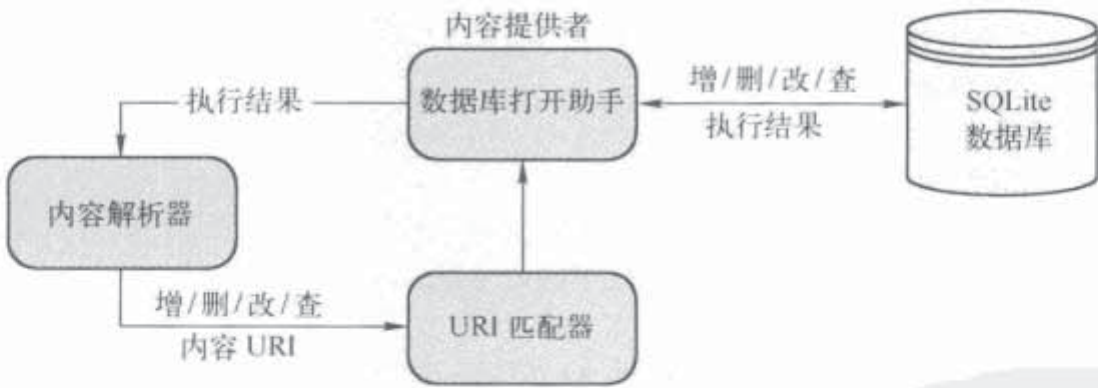 内容提供者
数据库打开助手
增/删/改/查
执行结果
SQLite
数据库
执行结果
内容解析器
增/删/改/查
内容 URI
URI 匹配器